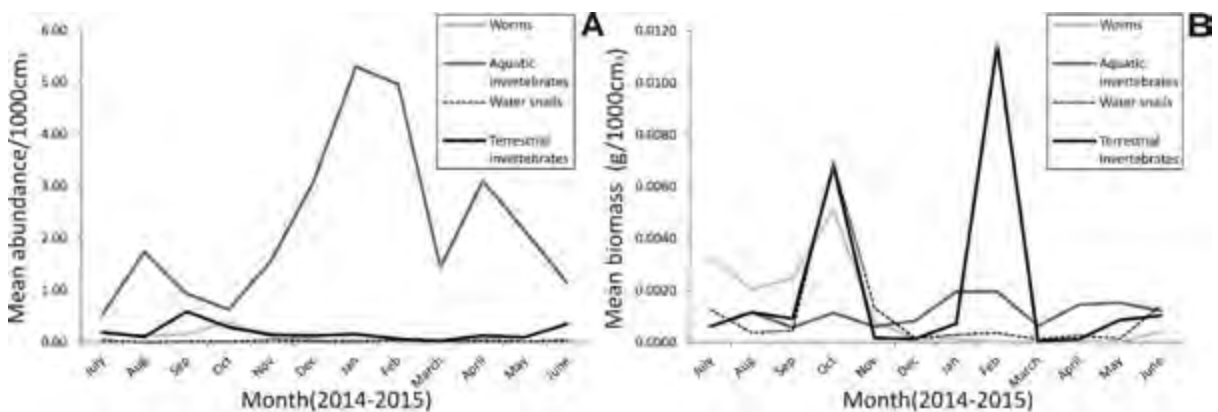 A
Mean abundance/1000cm₃
6.00
5.00
4.00
3.00
2.00
1.00
0.00
Worms
Aquatic
invertebrates
Water snails
Terrestrial
invertebrates
July
Aug
Sep
Oct
Nov
Dec
Jan
Feb
March
April
May
June
Month(2014-2015)
B
Mean biomass (g/1000cm₃)
0.0120
0.0100
0.0080
0.0060
0.0040
0.0020
0.0000
Worms
Aquatic
invertebrates
Water snails
Terrestrial
Invertebrates
July
Aug
Sep
Oct
Nov
Dec
Jan
Feb
March
April
May
June
Month(2014-2015)